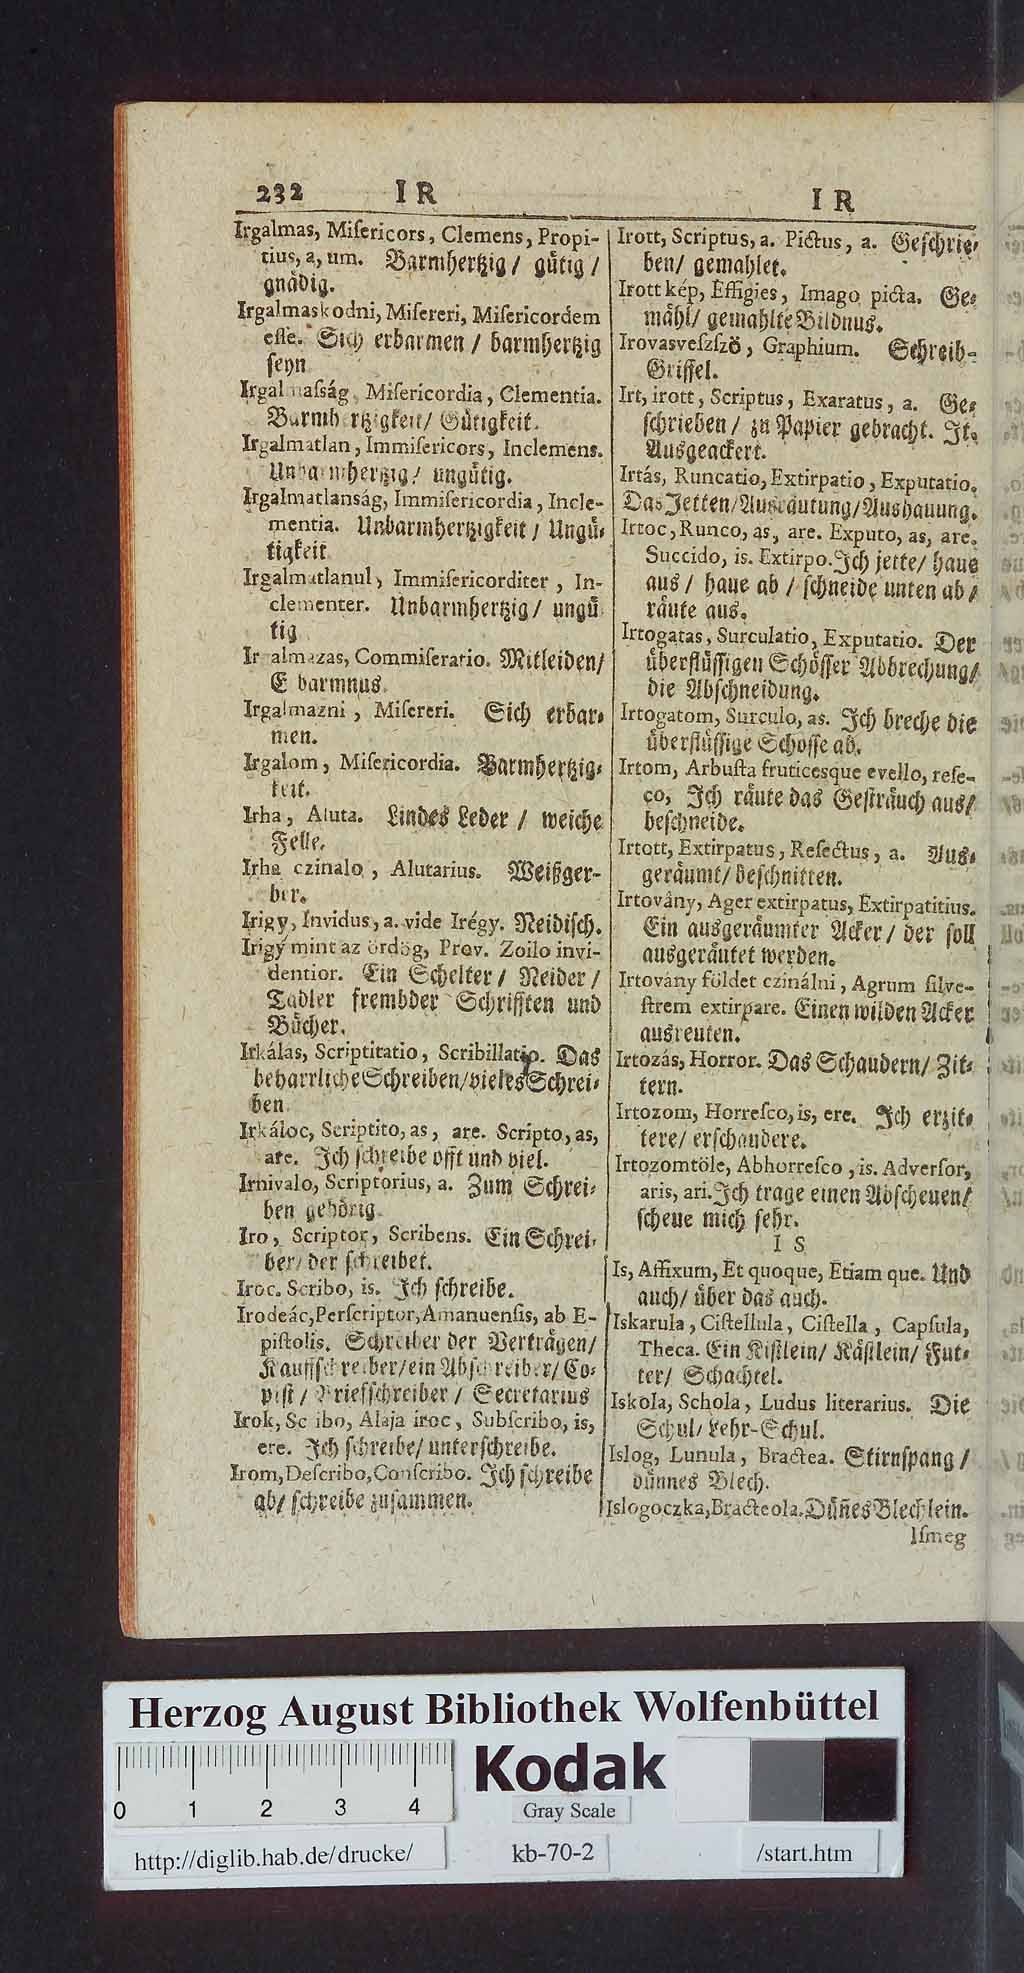 232 IR
Irgalmas, Miſericors, Clemens, Propi-
tius, a, um. Barmhertzig / gütig /
gnädig.
Irgalmaskodni, Miſereri, Miſericordem
eſſe. Sich erbarmen / barmhertzig
ſeyn
Irgalmaſság, Miſericordia, Clementia.
Barmhertzigkeit / Gütigkeit.
Irgalmatlan, Immiſericors, Inclemens.
Unbarmhertzig / ungütig.
Irgalmatlanság, Immiſericordia, Incle-
mentia. Unbarmhertzigkeit / Ungü-
tigkeit
Irgalmatlanul, Immiſericorditer, In-
clementer. Unbarmhertzig / ungü
tig
Irgalmazas, Commiſeratio. Mitleiden /
Erbarmnus.
Irgalmazni, Miſereri. Sich erbar-
men.
Irgalom, Miſericordia. Barmhertzig-
keit.
Irha, Aluta. Lindes Leder / weiche
Felle.
Irha czinalo, Alutarius. Weißger-
ber.
Irigy, Invidus, a. vide Irégy. Neidiſch.
Irigy mint az ördög, Prov. Zoilo invi-
dentior. Ein Schelter / Neider /
Tadler frembder Schrifften und
Bücher.
Irkálas, Scriptitatio, Scribillatio. Das
beharrliche Schreiben / vieles Schrei-
ben
Irkáloc, Scriptito, as, are. Scripto, as,
are. Ich ſchreibe offt und viel.
Irnivalo, Scriptorius, a. Zum Schrei-
ben gehörig.
Iro, Scriptor, Scribens. Ein Schrei-
ber / der ſchreibet.
Iroc. Scribo, is. Ich ſchreibe.
Irodeác, Perſcriptor, Amanuenſis, ab E-
piſtolis. Schreiber der Verträgen /
Kauffſchreiber / ein Abſchreiber / Co-
piſt / Briefſchreiber / Secretarius
Irok, Scribo, Alaja iroc, Subſcribo, is,
ere. Ich ſchreibe / unterſchreibe.
Irom, Deſcribo, Conſcribo. Ich ſchreibe
ab / ſchreibe zuſammen.
IR
Irott, Scriptus, a. Pictus, a. Geſchrie-
ben / gemahlet.
Irott kép, Effigies, Imago picta. Ge-
mähl / gemahlte Bildnus.
Irovasveſzſzö, Graphium. Schreib-
Griffel.
Irt, irott, Scriptus, Exaratus, a. Ge-
ſchrieben / zu Papier gebracht. It.
Ausgeackert.
Irtás, Runcatio, Extirpatio, Exputatio.
Das Jetten / Ausräutung / Aushauung.
Irtoc, Runco, as, are. Exputo, as, are.
Succido, is. Extirpo. Ich jette / haue
aus / haue ab / ſchneide unten ab /
räute aus.
Irtogatas, Surculatio, Exputatio. Der
überflüſſigen Schöſſer Abbrechung /
die Abſchneidung.
Irtogatom, Surculo, as. Ich breche die
überflüſſige Schoſſe ab.
Irtom, Arbuſta fruticesque evello, reſe-
co, Ich räute das Geſträuch aus /
beſchneide.
Irtott, Extirpatus, Reſectus, a. Aus-
geräumt / beſchnitten.
Irtovâny, Ager extirpatus, Extirpatitius.
Ein ausgeräumter Acker / der ſoll
ausgeräutet werden.
Irtovány földet czinálni, Agrum ſilve-
ſtrem extirpare. Einen wilden Acker
ausreuten.
Irtozás, Horror. Das Schaudern / Zit-
tern.
Irtozom, Horreſco, is, ere. Ich erzit-
tere / erſchaudere.
Irtozomtöle, Abhorreſco, is. Adverſor,
aris, ari. Ich trage einen Abſcheuen /
ſcheue mich ſehr.
I S
Is, Affixum, Et quoque, Etiam que. Und
auch / über das auch.
Iskarula, Ciſtellula, Ciſtella, Capſula,
Theca. Ein Kiſtlein / Käſtlein / Fut-
ter / Schachtel.
Iskola, Schola, Ludus literarius. Die
Schul / Lehr-Schul.
Islog, Lunula, Bractea. Stirnſpang /
dünnes Blech.
Islogoczka, Bracteola. Düñes Blechlein.
Iſmeg
Herzog August Bibliothek Wolfenbüttel
Kodak
0 1 2 3 4
Gray Scale
http://diglib.hab.de/drucke/ kb-70-2 /start.htm